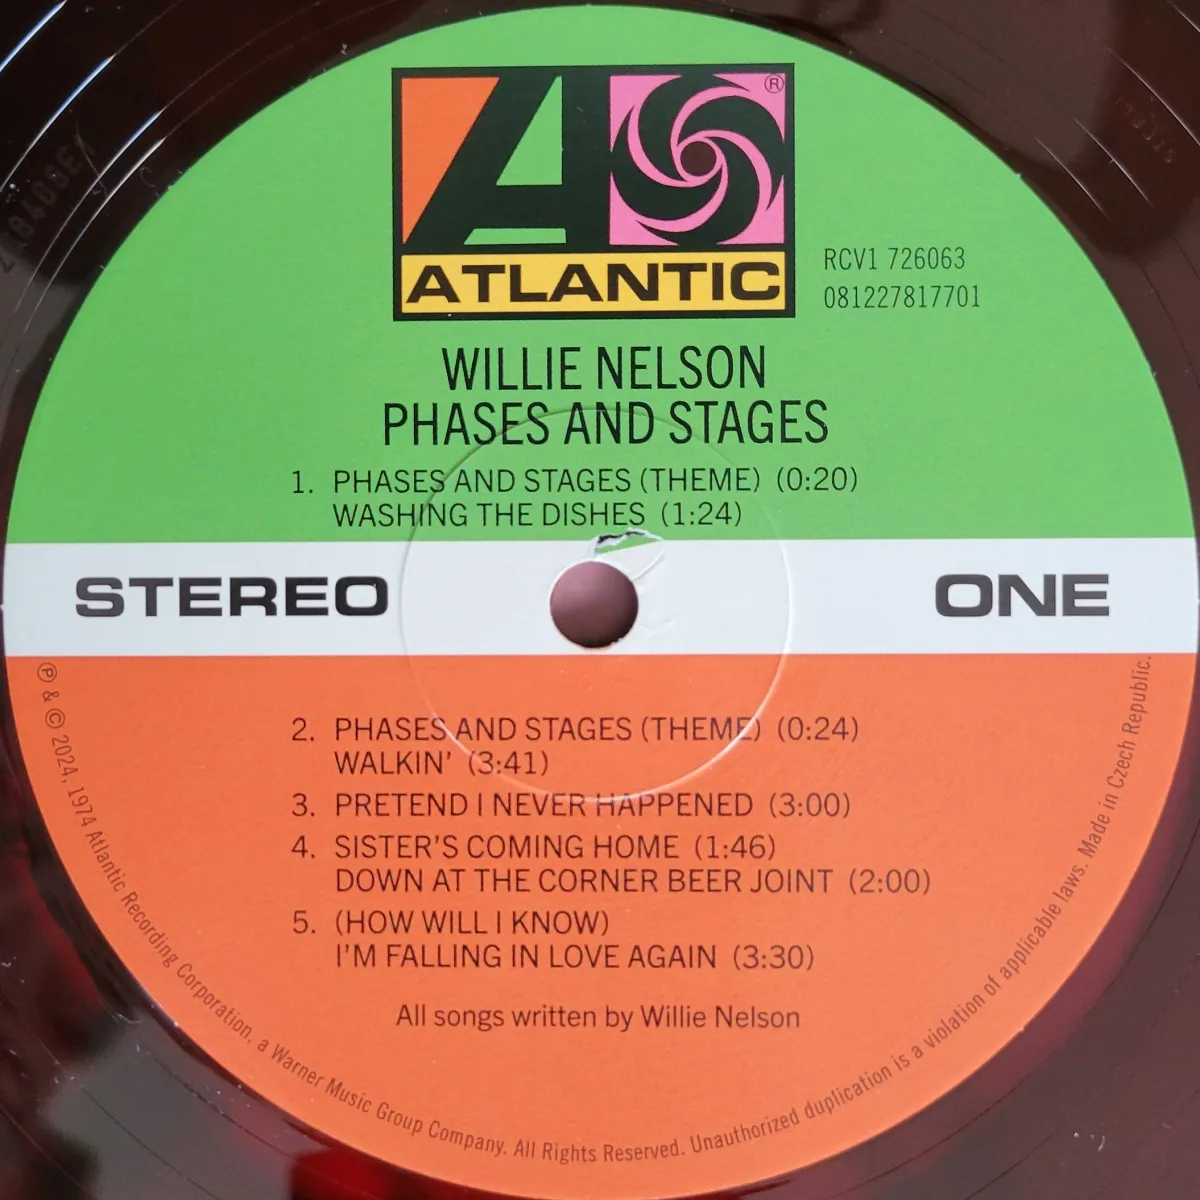 ®
ATLANTIC
RCV1 726063
081227817701
WILLIE NELSON
PHASES AND STAGES
1. PHASES AND STAGES (THEME) (0:20)
WASHING THE DISHES (1:24)
STEREO
ONE
2. PHASES AND STAGES (THEME) (0:24)
WALKIN' (3:41)
3. PRETEND I NEVER HAPPENED (3:00)
4. SISTER'S COMING HOME (1:46)
DOWN AT THE CORNER BEER JOINT (2:00)
5. (HOW WILL I KNOW)
I'M FALLING IN LOVE AGAIN (3:30)
All songs written by Willie Nelson
℗ & © 2024, 1974 Atlantic Recording Corporation, a Warner Music Group Company. All Rights Reserved. Unauthorized duplication is a violation of applicable laws. Made in Czech Republic.